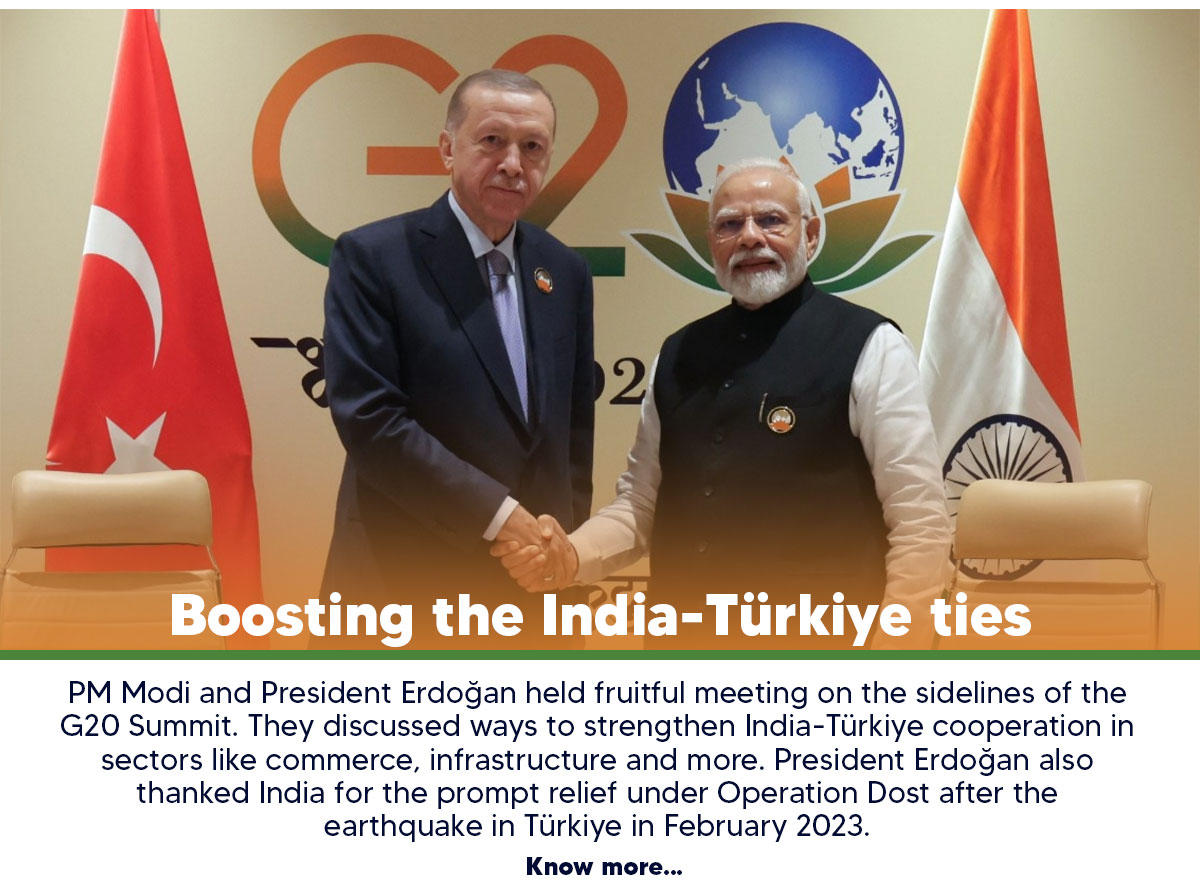 G2
भ
02
Boosting the India-Türkiye ties
PM Modi and President Erdoğan held fruitful meeting on the sidelines of the
G20 Summit. They discussed ways to strengthen India-Türkiye cooperation in
sectors like commerce, infrastructure and more. President Erdoğan also
thanked India for the prompt relief under Operation Dost after the
earthquake in Türkiye in February 2023.
Know more...